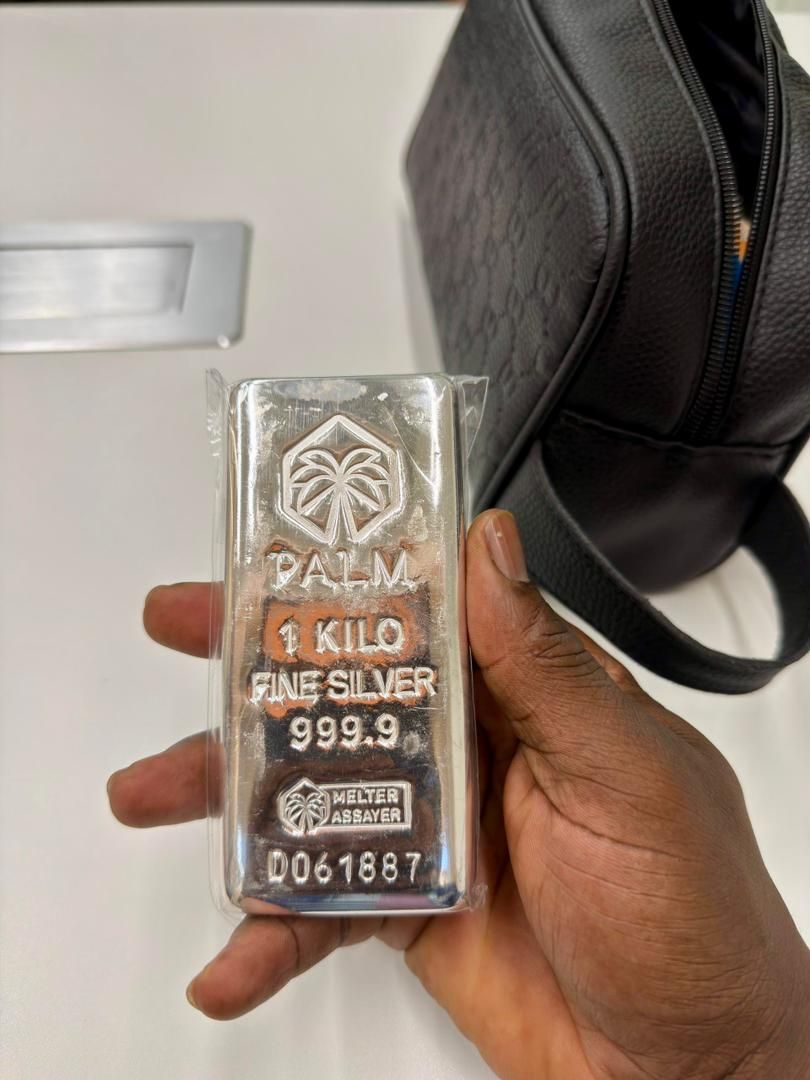 PALM
1 KILO
FINE SILVER
999.9
MELTER
ASSAYER
D061887